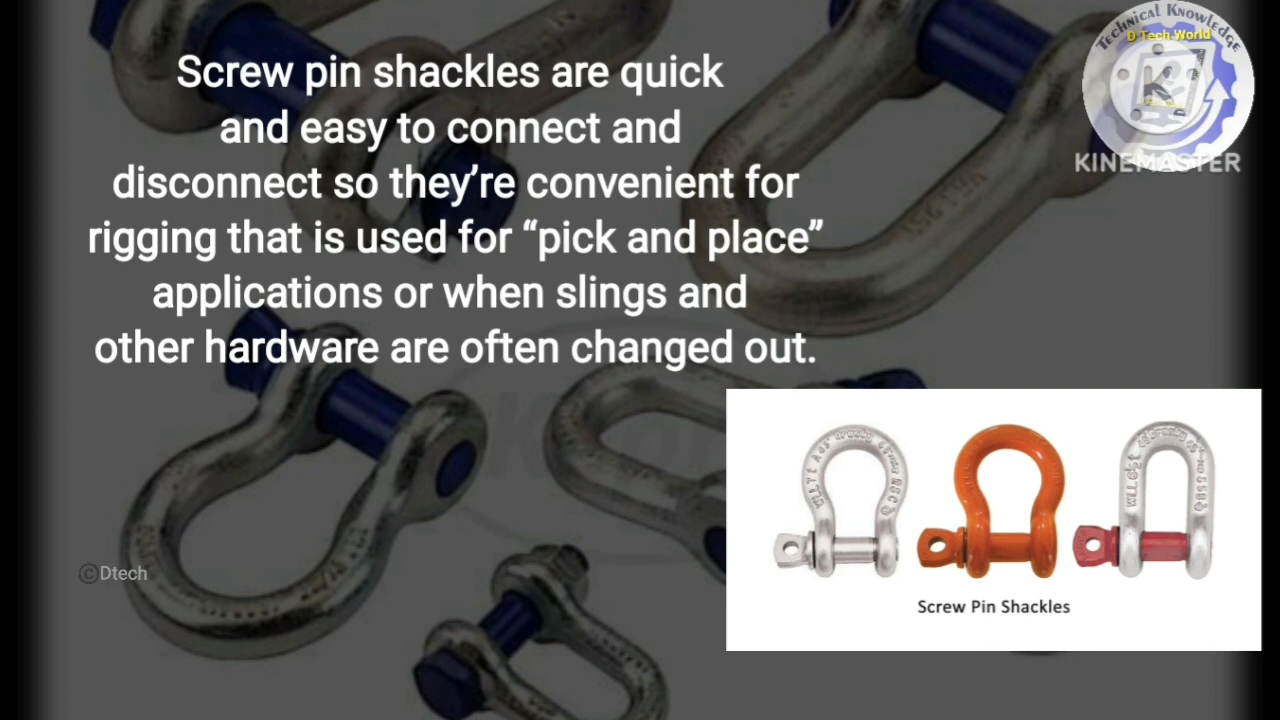 Screw pin shackles are quick
and easy to connect and
disconnect so they’re convenient for
rigging that is used for “pick and place”
applications or when slings and
other hardware are often changed out.
Technical Knowledge
D Tech World
K
KINEMASTER
Screw Pin Shackles
©Dtech